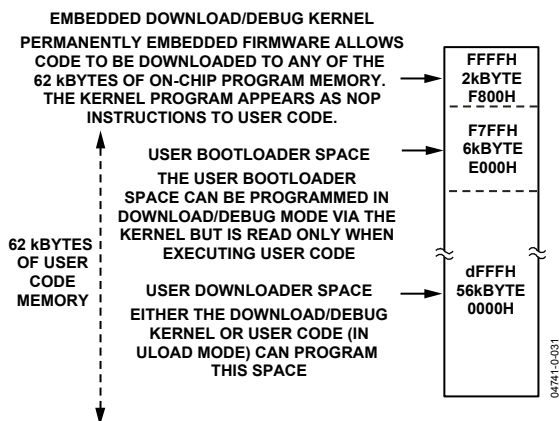 EMBEDDED DOWNLOAD/DEBUG KERNEL
PERMANENTLY EMBEDDED FIRMWARE ALLOWS
CODE TO BE DOWNLOADED TO ANY OF THE
62 kBYTES OF ON-CHIP PROGRAM MEMORY.
THE KERNEL PROGRAM APPEARS AS NOP
INSTRUCTIONS TO USER CODE.
FFFFH
2kBYTE
F800H
USER BOOTLOADER SPACE
THE USER BOOTLOADER
SPACE CAN BE PROGRAMMED IN
DOWNLOAD/DEBUG MODE VIA THE
KERNEL BUT IS READ ONLY WHEN
EXECUTING USER CODE
F7FFH
6kBYTE
E000H
62 kBYTES
OF USER
CODE
MEMORY
USER DOWNLOADER SPACE
EITHER THE DOWNLOAD/DEBUG
KERNEL OR USER CODE (IN
ULOAD MODE) CAN PROGRAM
THIS SPACE
dFFFH
56kBYTE
0000H
04741-0-031